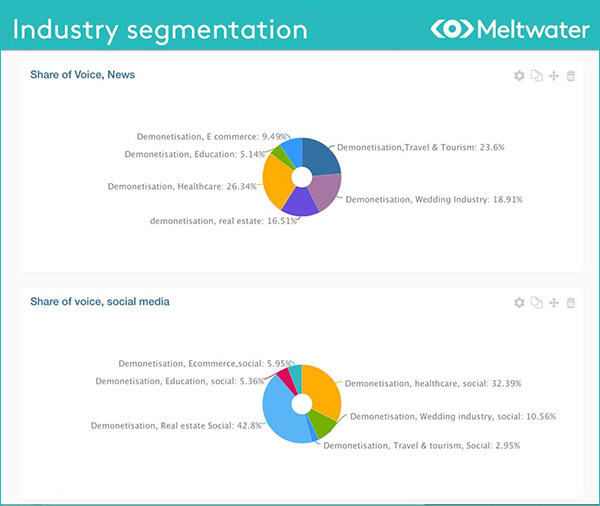 Industry segmentation
Meltwater
Share of Voice, News
Demonetisation, E commerce: 9.49%
Demonetisation,Travel & Tourism: 23.6%
Demonetisation, Education: 5.14%
Demonetisation, Healthcare: 26.34%
Demonetisation, Wedding Industry: 18.91%
demonetisation, real estate: 16.51%
Share of voice, social media
Demonetisation, Ecommerce,social: 5.95%
Demonetisation, Education, social: 5.36%
Demonetisation, healthcare, social: 32.39%
Demonetisation, Wedding industry, social: 10.56%
Demonetisation, Real estate Social: 42.8%
Demonetisation, Travel & tourism, Social: 2.95%